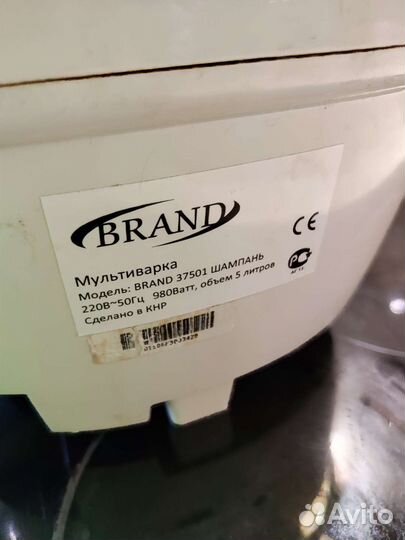 BRAND
Мультиварка
Модель: BRAND 37501 ШАМПАНЬ
220В~50Гц 980Ватт, объем 5 литров
Сделано в КНР
CE
Avito